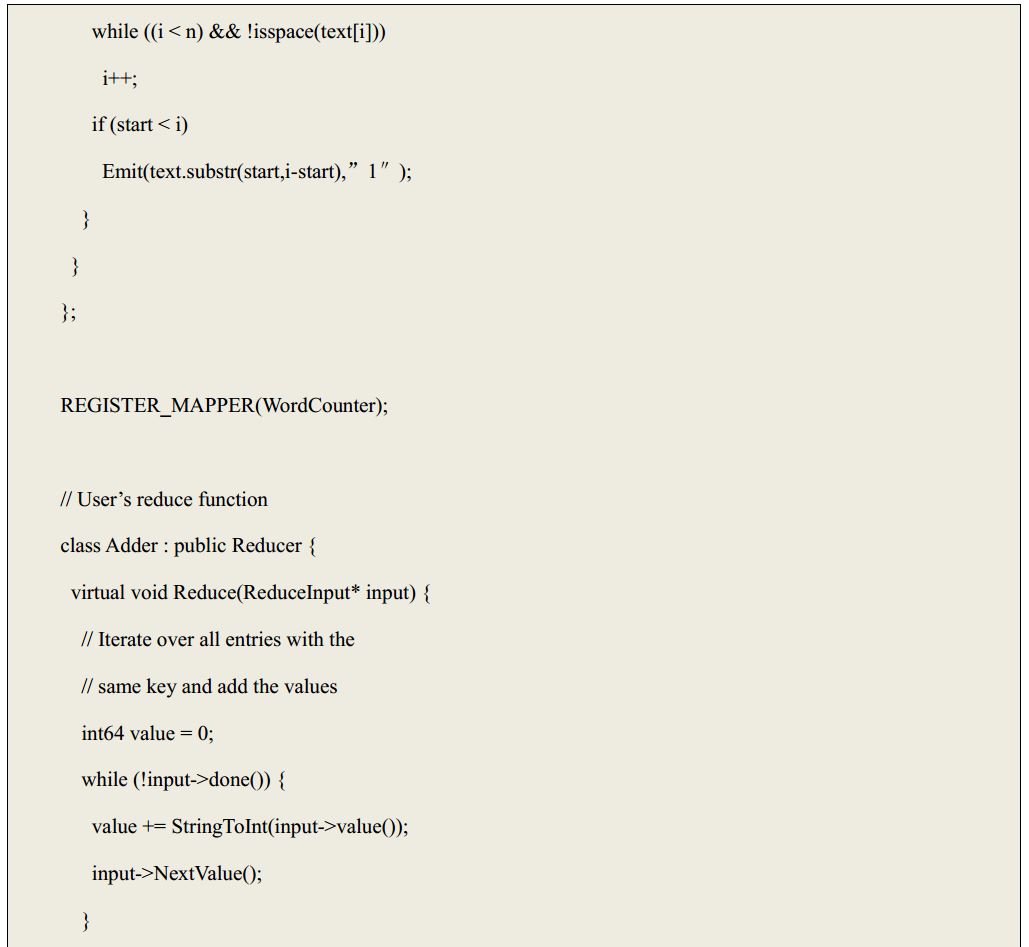 while ((i < n) && !isspace(text[i]))
i++;
if (start < i)
Emit(text.substr(start,i-start),” 1″ );
}
}
};
REGISTER_MAPPER(WordCounter);
// User’s reduce function
class Adder : public Reducer {
virtual void Reduce(ReduceInput* input) {
// Iterate over all entries with the
// same key and add the values
int64 value = 0;
while (!input->done()) {
value += StringToInt(input->value());
input->NextValue();
}